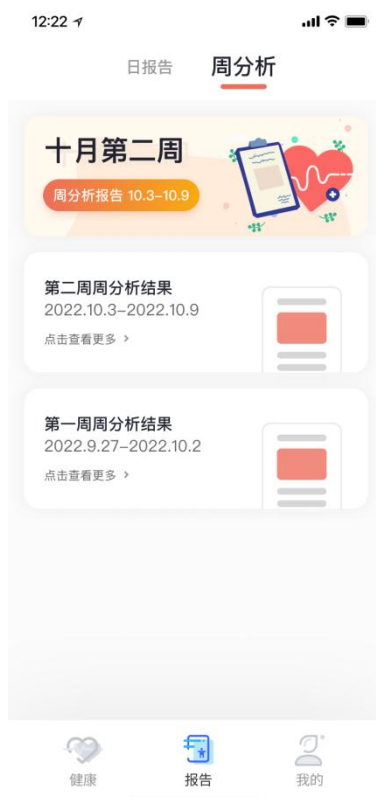 12:22
日报告 周分析
十月第二周
周分析报告 10.3-10.9
第二周周分析结果
2022.10.3-2022.10.9
点击查看更多 >
第一周周分析结果
2022.9.27-2022.10.2
点击查看更多 >
健康 报告 我的